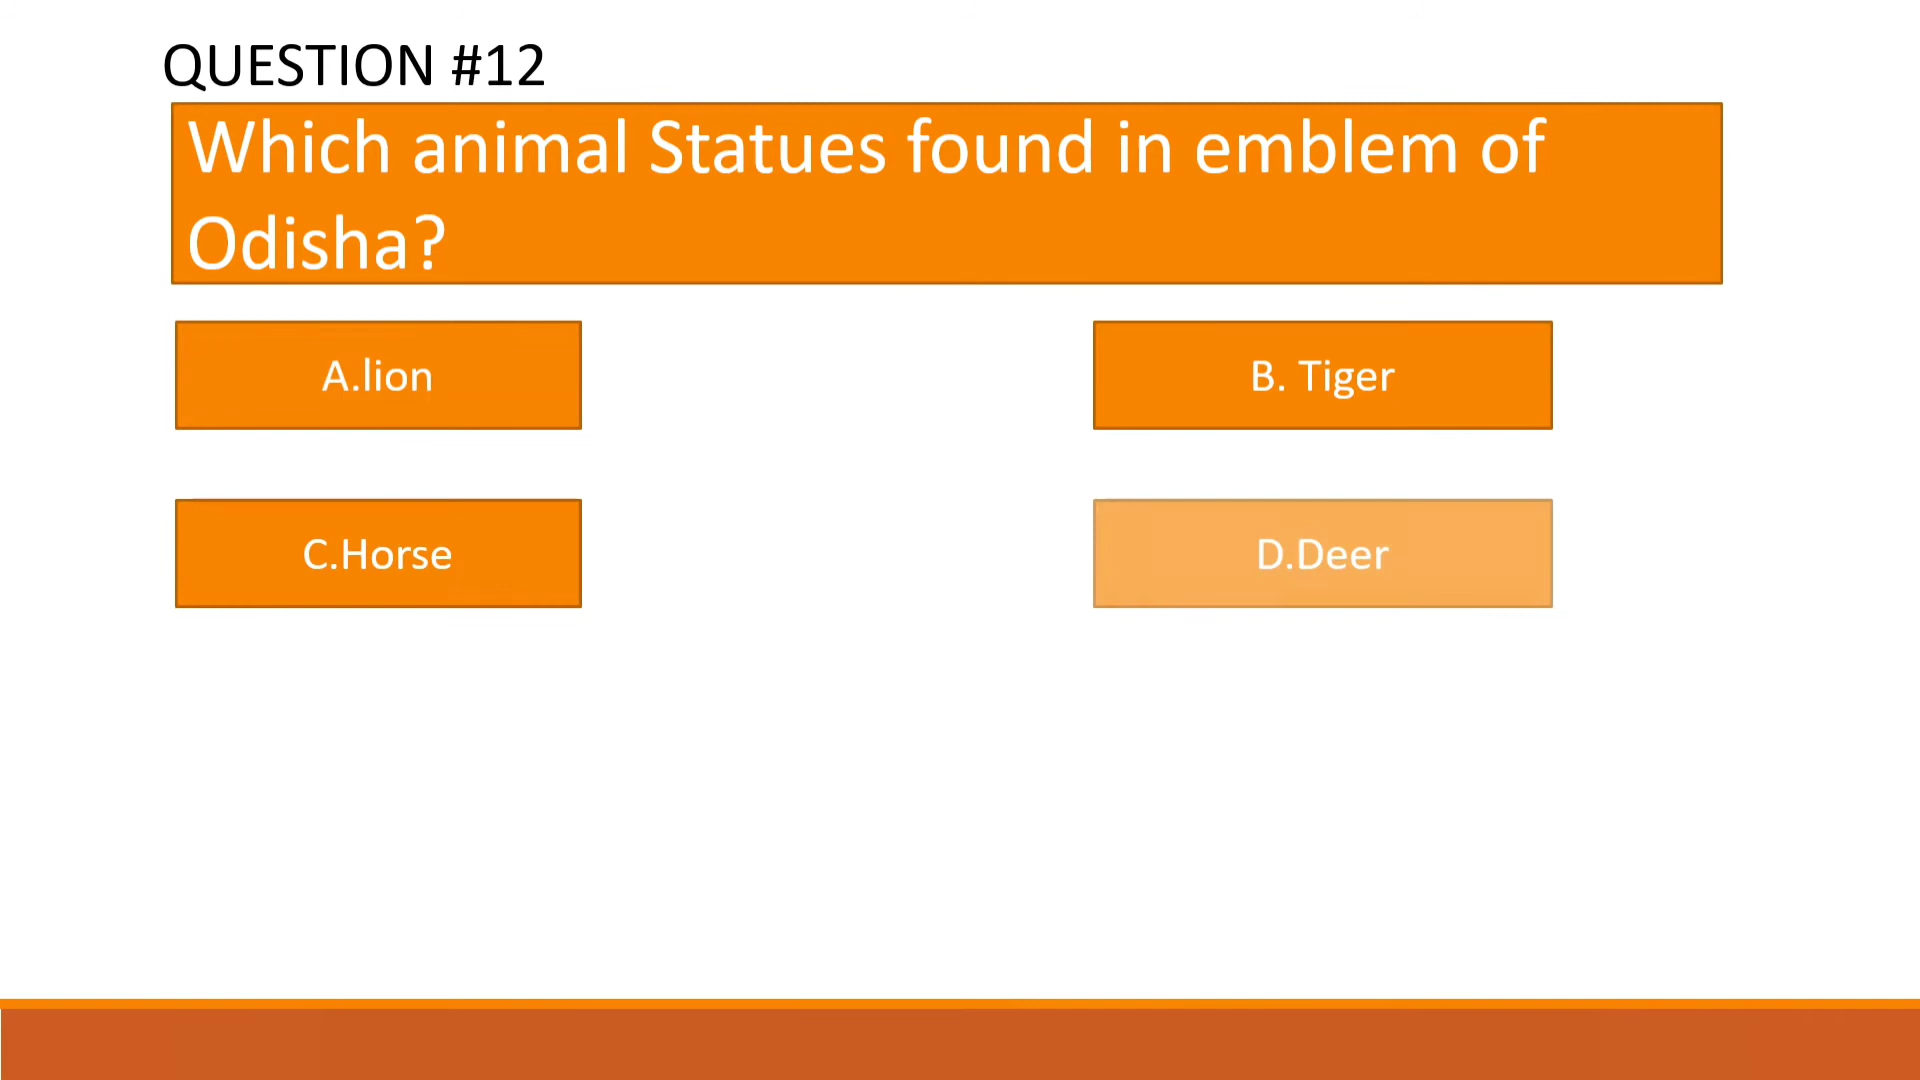 QUESTION #12
Which animal Statues found in emblem of
Odisha?
A.lion
B. Tiger
C.Horse
D.Deer